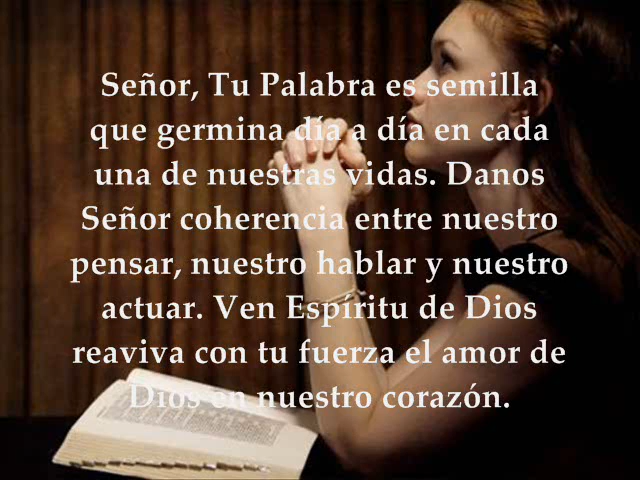 Señor, Tu Palabra es semilla
que germina día a día en cada
una de nuestras vidas. Danos
Señor coherencia entre nuestro
pensar, nuestro hablar y nuestro
actuar. Ven Espíritu de Dios
reaviva con tu fuerza el amor de
Dios en nuestro corazón.